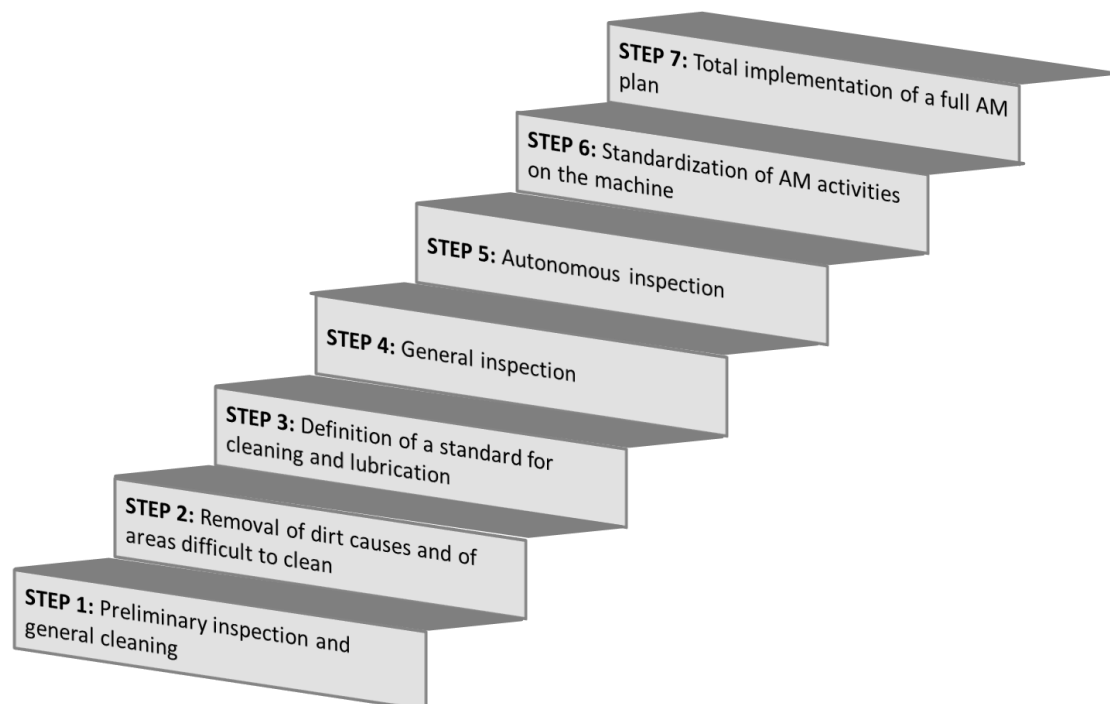 STEP 7: Total implementation of a full AM
plan
STEP 6: Standardization of AM activities
on the machine
STEP 5: Autonomous inspection
STEP 4: General inspection
STEP 3: Definition of a standard for
cleaning and lubrication
STEP 2: Removal of dirt causes and of
areas difficult to clean
STEP 1: Preliminary inspection and
general cleaning